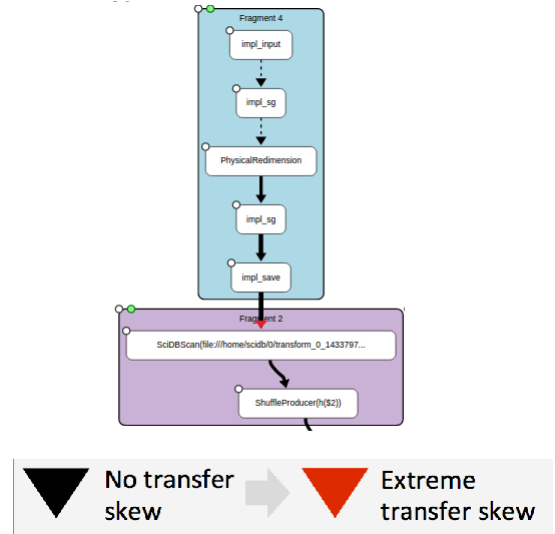 Fragment 4
impl_input
impl_sg
PhysicalRedimension
impl_sg
impl_save
Fragment 2
SciDBScan(file:///home/scidb/0/transform_0_1433797...
ShuffleProducer(h($2))
No transfer
skew
Extreme
transfer skew